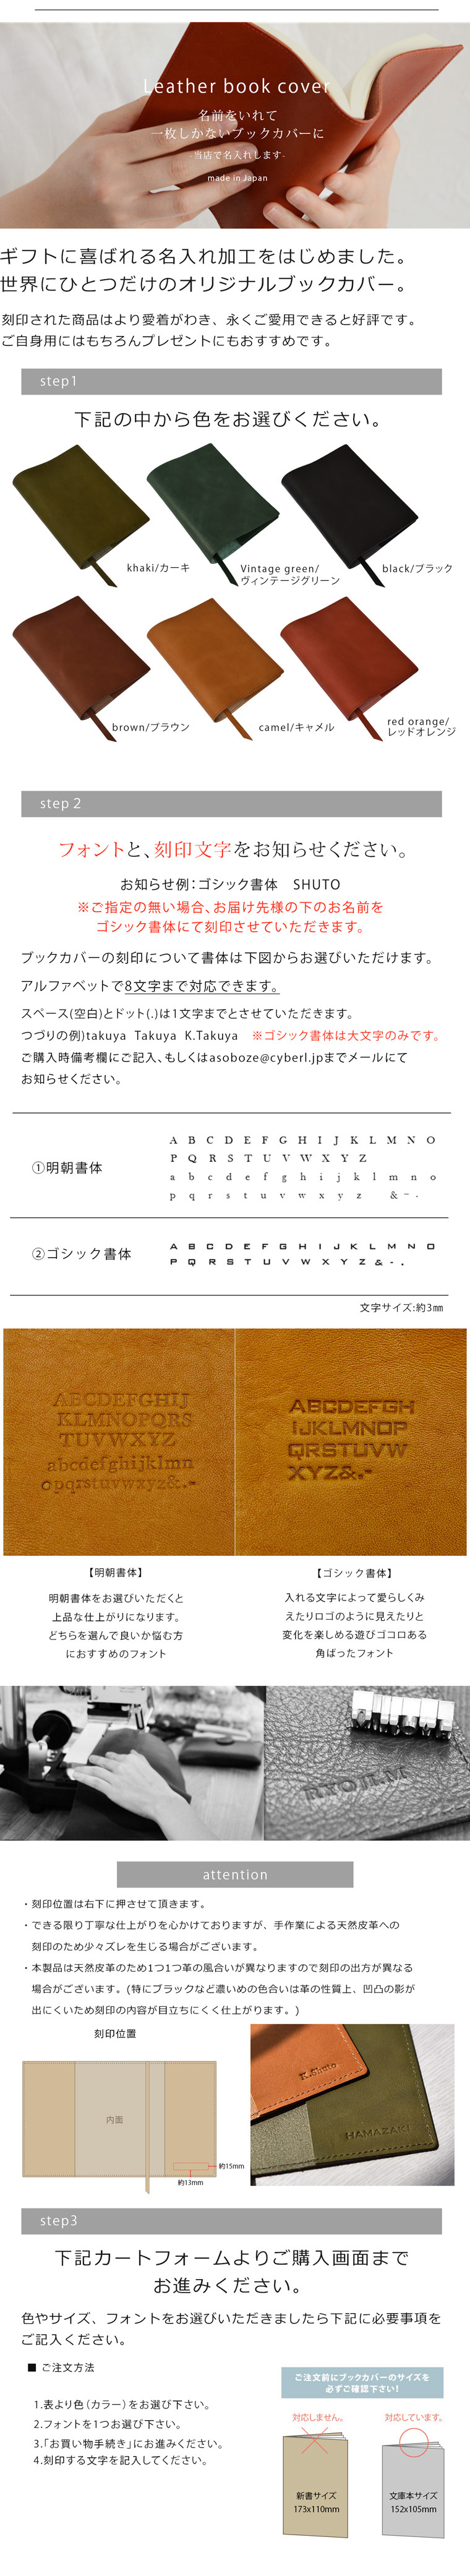 Leather book cover
名前をいれて
一枚しかないブックカバーに
-当店で名入れします-
made in Japan
ギフトに喜ばれる名入れ加工をはじめました。
世界にひとつだけのオリジナルブックカバー。
刻印された商品はより愛着がわき、永くご愛用できると好評です。
ご自身用にはもちろんプレゼントにもおすすめです。
step1
下記の中から色をお選びください。
khaki/カーキ
Vintage green/
ヴィンテージグリーン
black/ブラック
brown/ブラウン
camel/キャメル
red orange/
レッドオレンジ
step 2
フォントと、刻印文字をお知らせください。
お知らせ例：ゴシック書体　SHUTO
※ご指定の無い場合、お届け先様の下のお名前を
ゴシック書体にて刻印させていただきます。
ブックカバーの刻印について書体は下図からお選びいただけます。
アルファベットで8文字まで対応できます。
スペース(空白)とドット(.)は1文字までとさせていただきます。
つづりの例)takuya Takuya K.Takuya ※ゴシック書体は大文字のみです。
ご購入時備考欄にご記入、もしくはasoboze@cyberl.jpまでメールにて
お知らせください。
①明朝書体
A B C D E F G H I J K L M N O
P Q R S T U V W X Y Z
a b c d e f g h i j k l m n o
p q r s t u v w x y z & - .
②ゴシック書体
A B C D E F G H I J K L M N O
P Q R S T U V W X Y Z & - .
文字サイズ:約3㎜
ABCDEFGHIJ
KLMNOPQRS
TUVWXYZ
abcdefghijklmn
opqrstuvwxyz&.-
ABCDEFGH
IJKLMNOP
QRSTUVW
XYZ&.-
【明朝書体】
明朝書体をお選びいただくと
上品な仕上がりになります。
どちらを選んで良いか悩む方
におすすめのフォント
【ゴシック書体】
入れる文字によって愛らしくみ
えたりロゴのように見えたりと
変化を楽しめる遊びゴコロある
角ばったフォント
RYOJI.M
attention
・刻印位置は右下に押させて頂きます。
・できる限り丁寧な仕上がりを心かけておりますが、手作業による天然皮革への
刻印のため少々ズレを生じる場合がございます。
・本製品は天然皮革のため1つ1つ革の風合いが異なりますので刻印の出方が異なる
場合がございます。(特にブラックなど濃いめの色合いは革の性質上、凹凸の影が
出にくいため刻印の内容が目立ちにくく仕上がります。)
刻印位置
内面
約15mm
約13mm
K.Shuto
HAMAZAKI
step3
下記カートフォームよりご購入画面まで
お進みください。
色やサイズ、フォントをお選びいただきましたら下記に必要事項を
ご記入ください。
■ ご注文方法
1.表より色（カラー）をお選び下さい。
2.フォントを1つお選び下さい。
3.「お買い物手続き」にお進みください。
4.刻印する文字を記入してください。
ご注文前にブックカバーのサイズを
必ずご確認下さい！
対応しません。
対応しています。
新書サイズ
173x110mm
文庫本サイズ
152x105mm